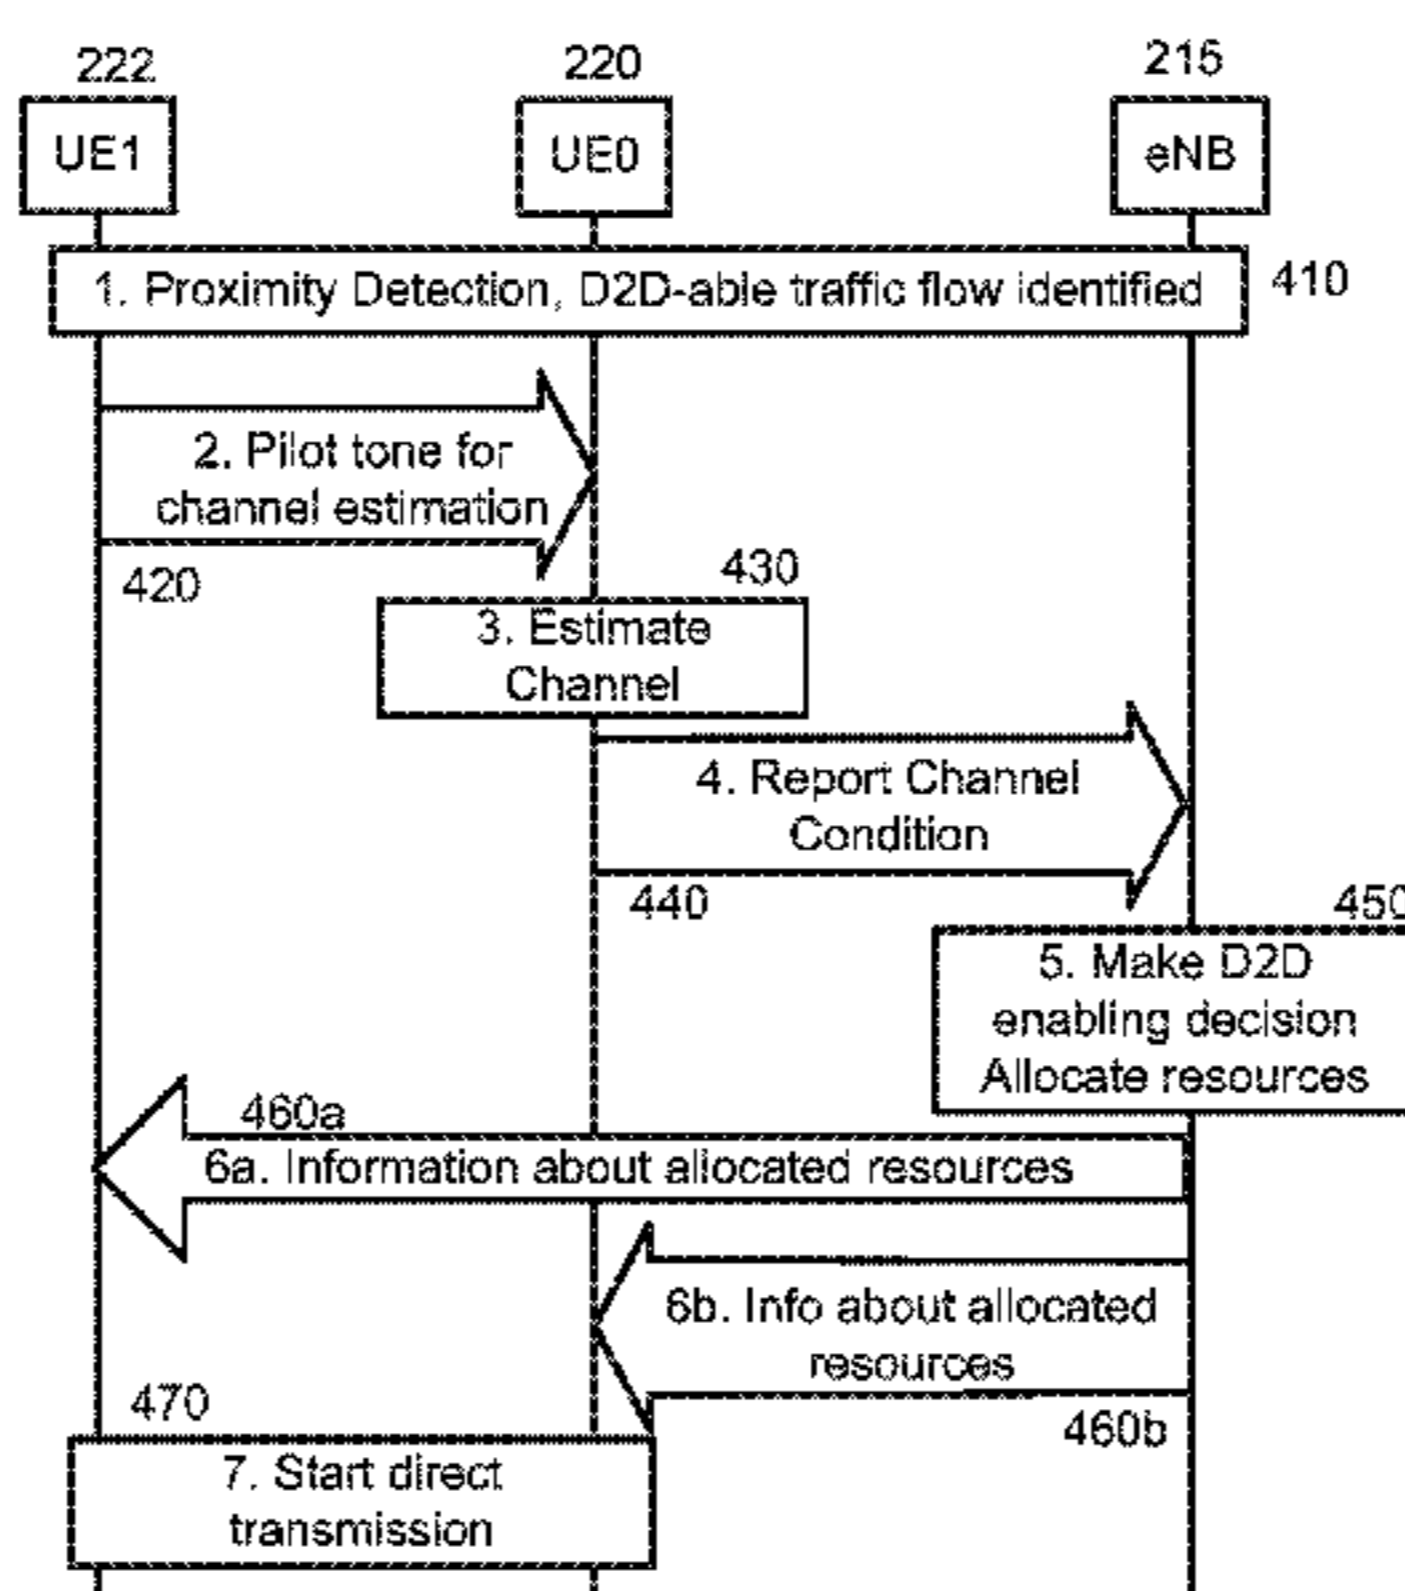 222
220
215
UE1
UE0
eNB
1. Proximity Detection, D2D-able traffic flow identified
410
2. Pilot tone for
channel estimation
420
430
3. Estimate
Channel
4. Report Channel
Condition
440
450
5. Make D2D
enabling decision
Allocate resources
460a
6a. Information about allocated resources
6b. Info about allocated
resources
460b
470
7. Start direct
transmission